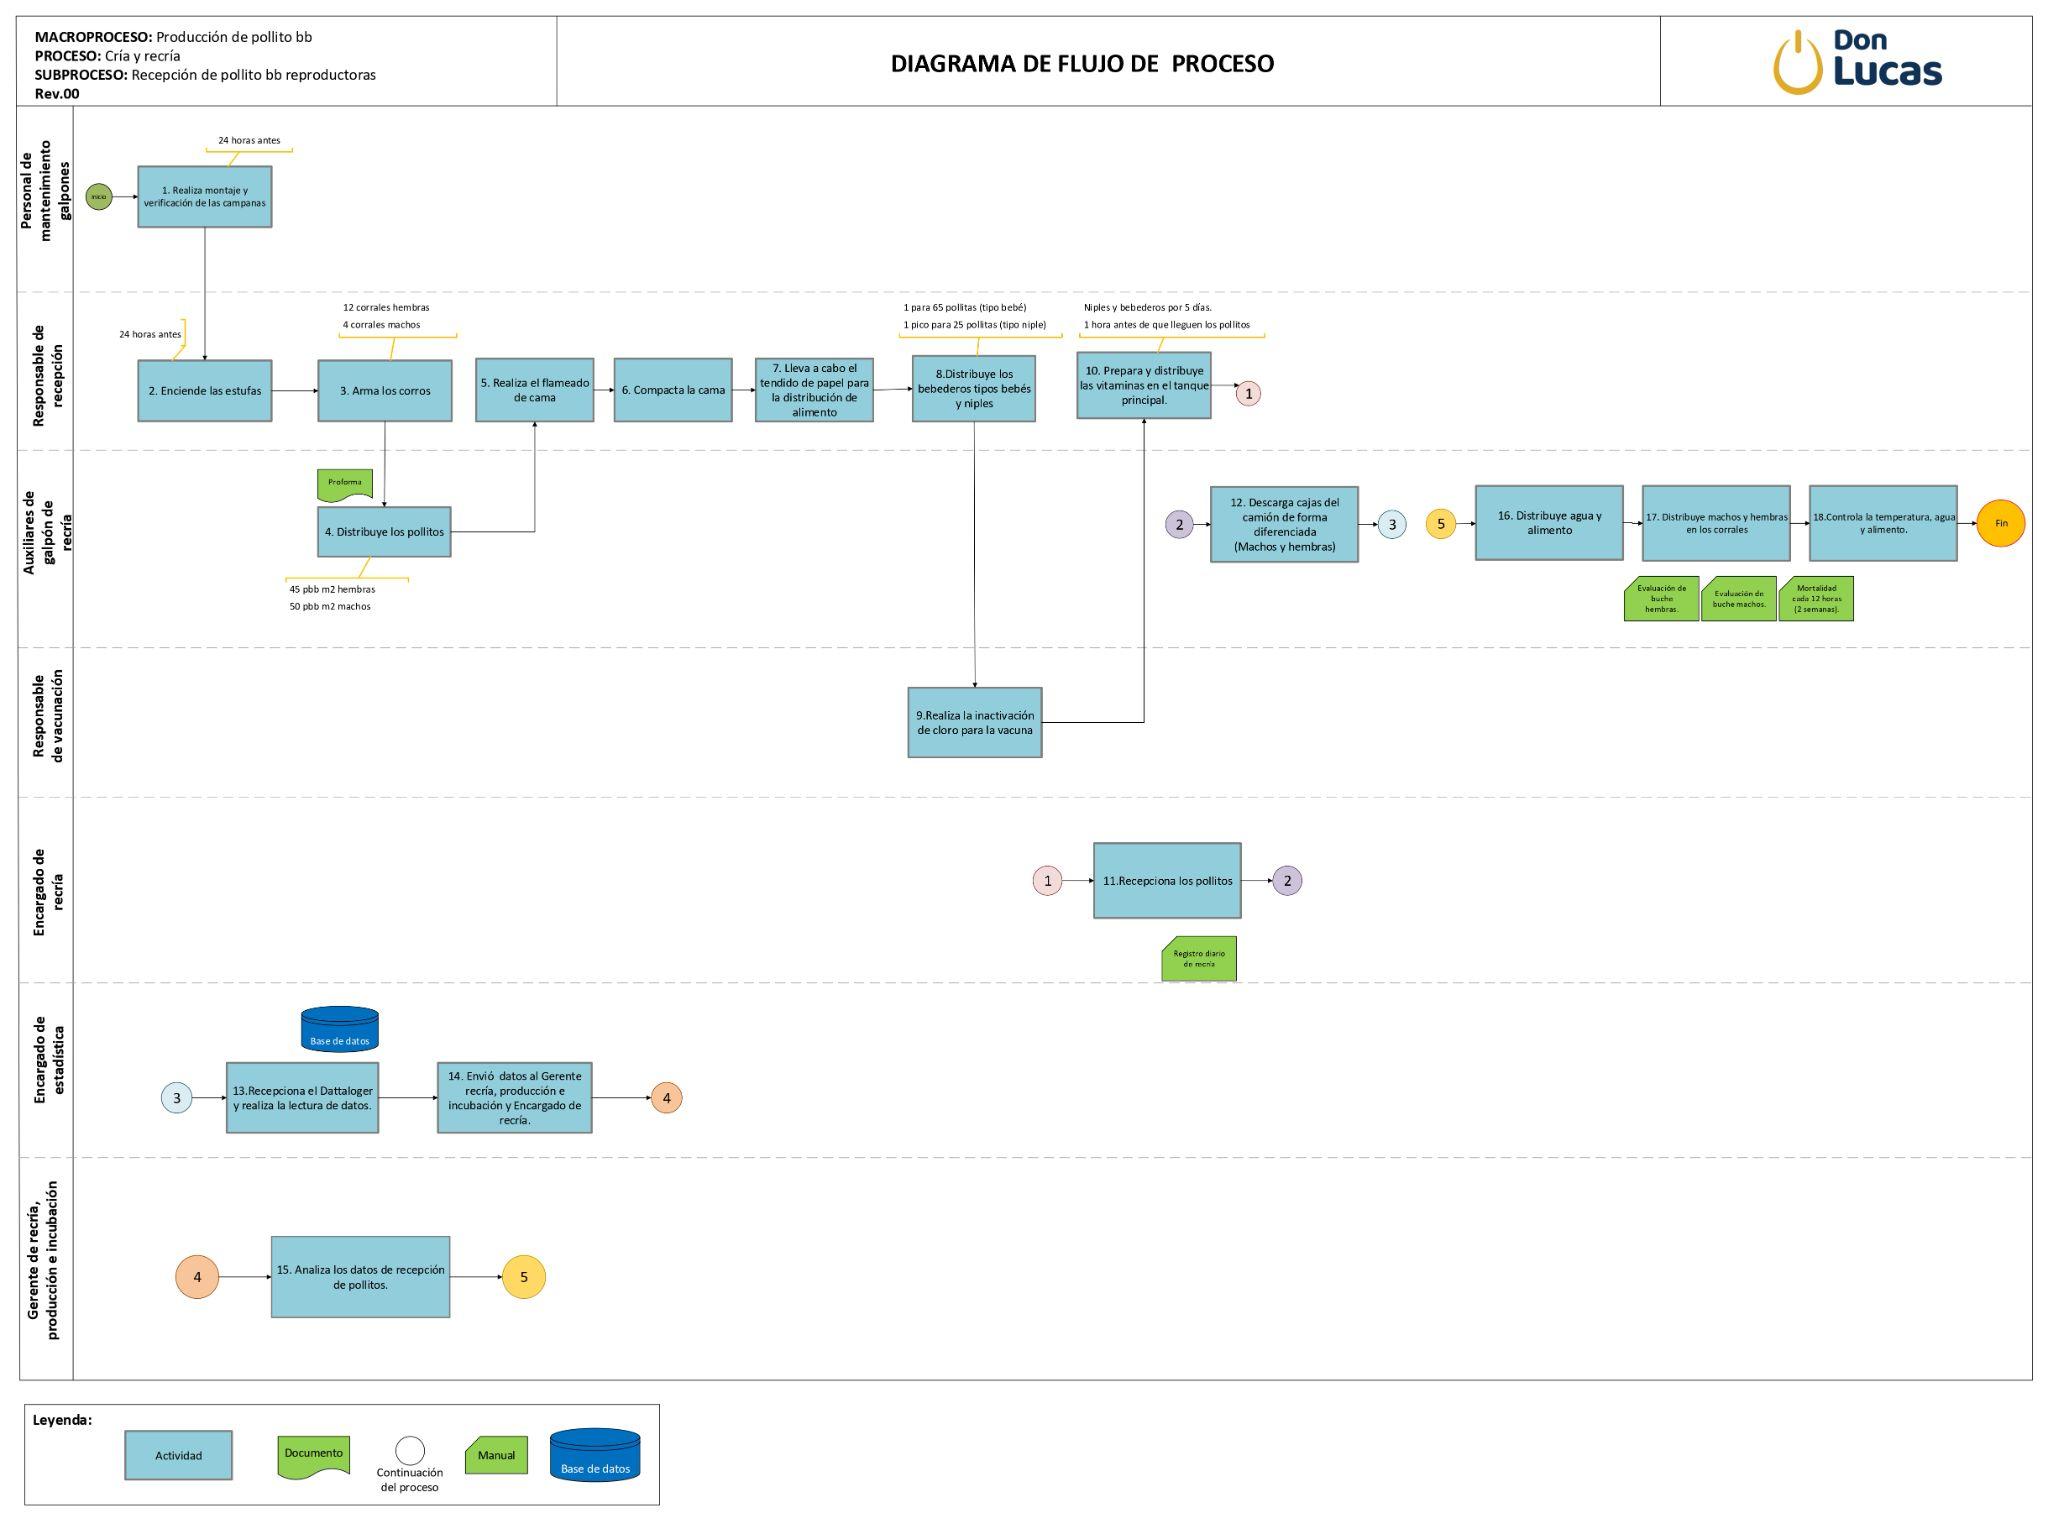 MACROPROCESO: Producción de pollito bb
PROCESO: Cría y recría
SUBPROCESO: Recepción de pollito bb reproductoras
Rev.00
DIAGRAMA DE FLUJO DE PROCESO
Don
Lucas
Personal de
mantenimiento
galpones
24 horas antes
Inicio
1. Realiza montaje y
verificación de las campanas
Responsable de
recepción
24 horas antes
2. Enciende las estufas
12 corrales hembras
4 corrales machos
3. Arma los corros
5. Realiza el flameado
de cama
6. Compacta la cama
7. Lleva a cabo el
tendido de papel para
la distribución de
alimento
1 para 65 pollitas (tipo bebé)
1 pico para 25 pollitas (tipo niple)
8.Distribuye los
bebederos tipos bebés
y niples
Niples y bebederos por 5 días.
1 hora antes de que lleguen los pollitos
10. Prepara y distribuye
las vitaminas en el tanque
principal.
1
Auxiliares de
galpón de
recría
Proforma
4. Distribuye los pollitos
45 pbb m2 hembras
50 pbb m2 machos
2
12. Descarga cajas del
camión de forma
diferenciada
(Machos y hembras)
3
5
16. Distribuye agua y
alimento
17. Distribuye machos y hembras
en los corrales
18.Controla la temperatura, agua
y alimento.
Fin
Evaluación de
buche
hembras.
Evaluación de
buche machos.
Mortalidad
cada 12 horas
(2 semanas).
Responsable
de vacunación
9.Realiza la inactivación
de cloro para la vacuna
Encargado de
recría
1
11.Recepciona los pollitos
2
Registro diario
de recría
Encargado de
estadística
Base de datos
3
13.Recepciona el Dattaloger
y realiza la lectura de datos.
14. Envió datos al Gerente
recría, producción e
incubación y Encargado de
recría.
4
Gerente de recría,
producción e incubación
4
15. Analiza los datos de recepción
de pollitos.
5
Leyenda:
Actividad
Documento
Continuación
del proceso
Manual
Base de datos